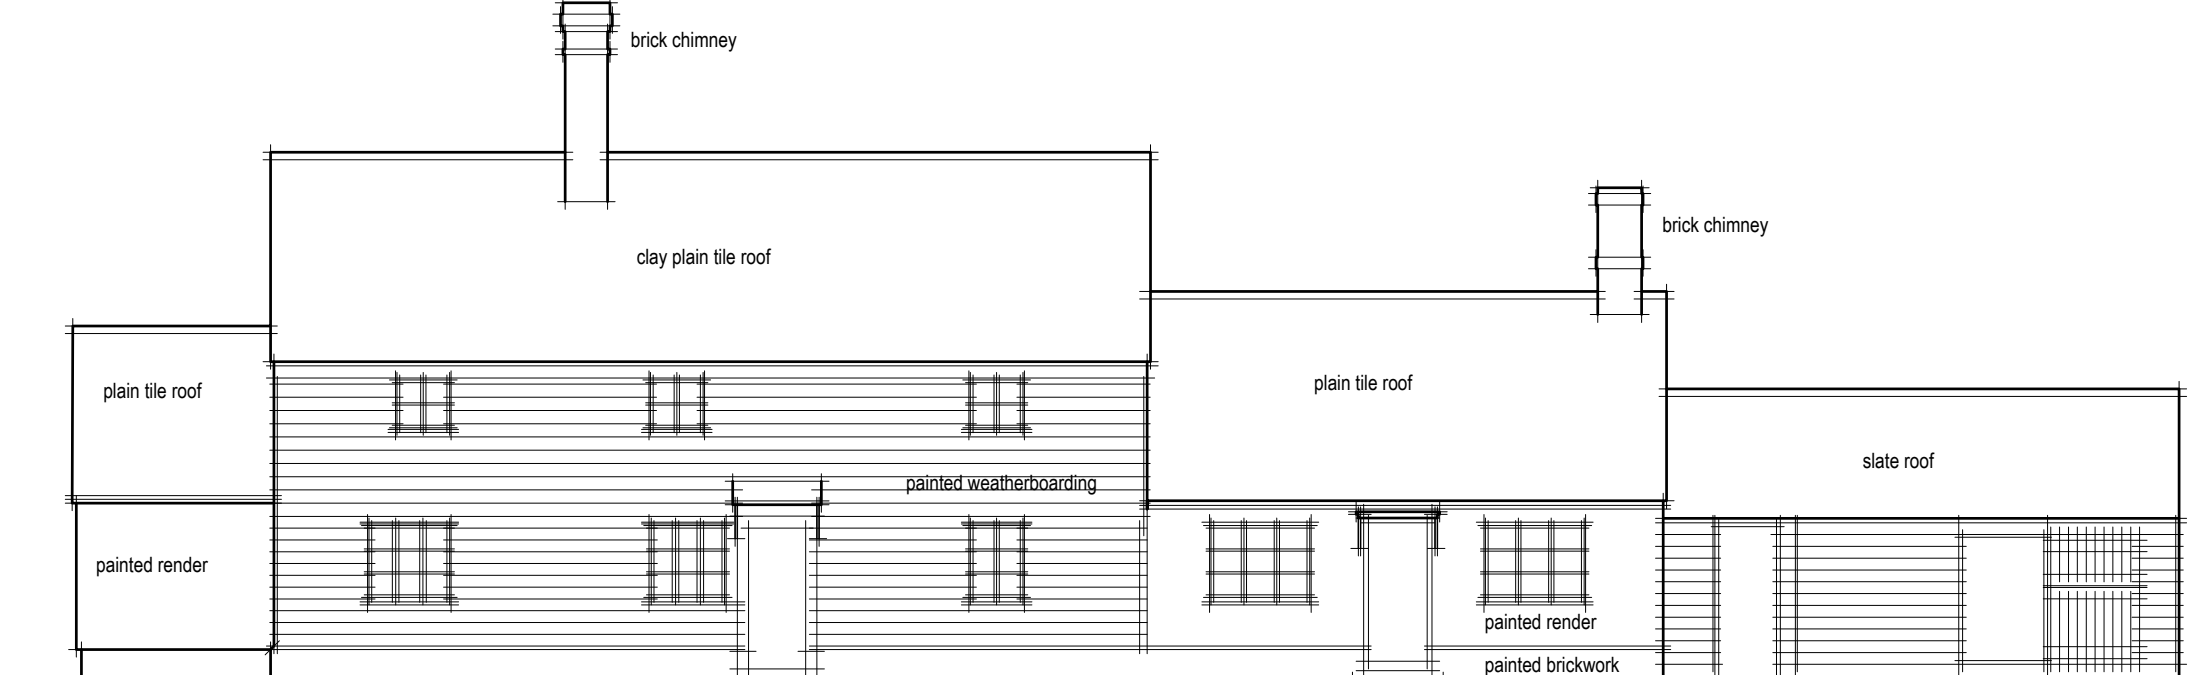 brick chimney
brick chimney
clay plain tile roof
plain tile roof
plain tile roof
slate roof
painted weatherboarding
painted render
painted render
painted brickwork